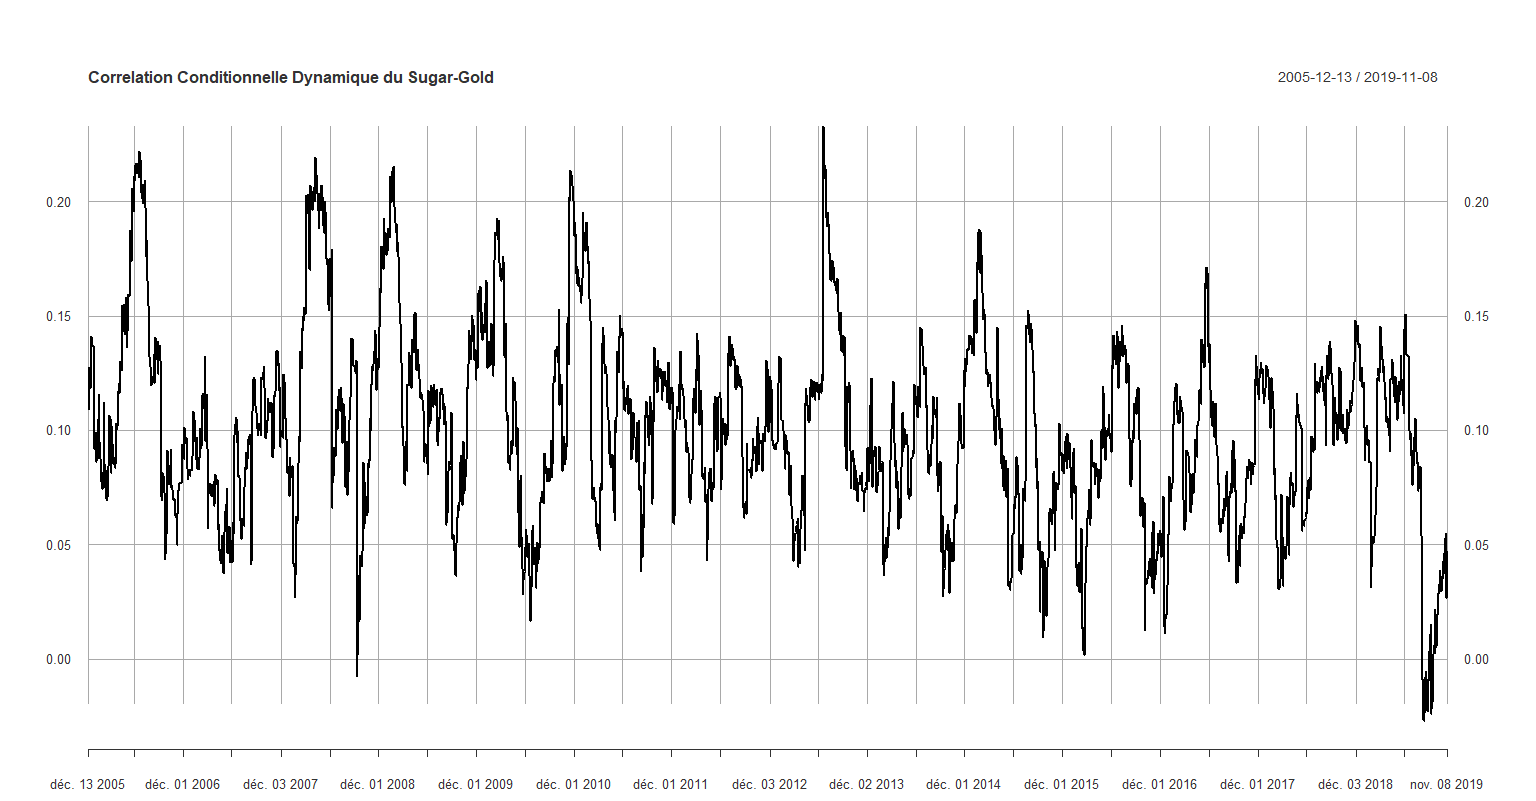 Correlation Conditionnelle Dynamique du Sugar-Gold 2005-12-13 / 2019-11-08
0.20 0.20
0.15 0.15
0.10 0.10
0.05 0.05
0.00 0.00
déc. 13 2005 déc. 01 2006 déc. 03 2007 déc. 01 2008 déc. 01 2009 déc. 01 2010 déc. 01 2011 déc. 03 2012 déc. 02 2013 déc. 01 2014 déc. 01 2015 déc. 01 2016 déc. 01 2017 déc. 03 2018 nov. 08 2019